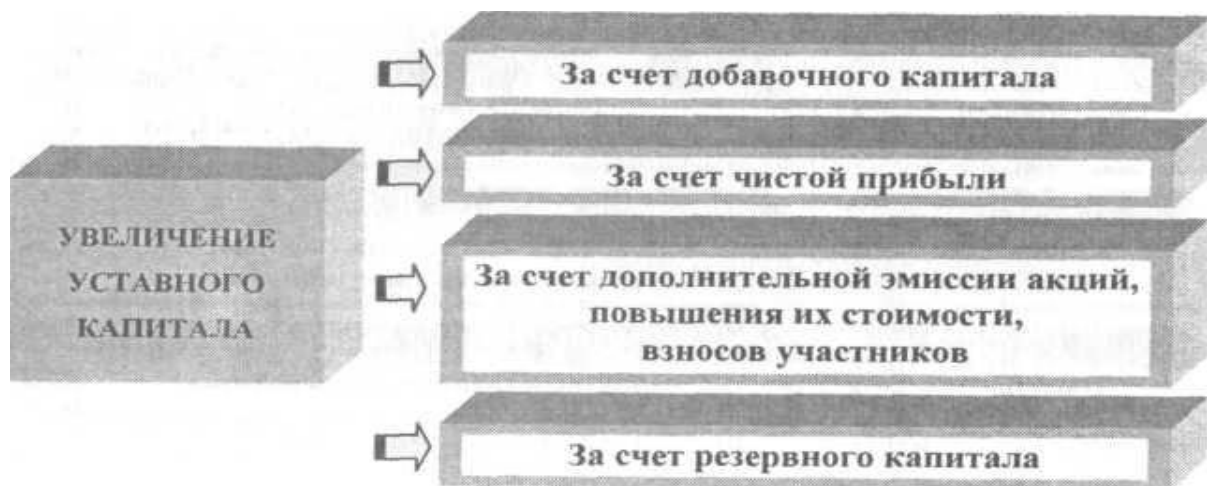 За счет добавочного капитала
За счет чистой прибыли
УВЕЛИЧЕНИЕ
УСТАВНОГО
КАПИТАЛА
За счет дополнительной эмиссии акций,
повышения их стоимости,
взносов участников
За счет резервного капитала